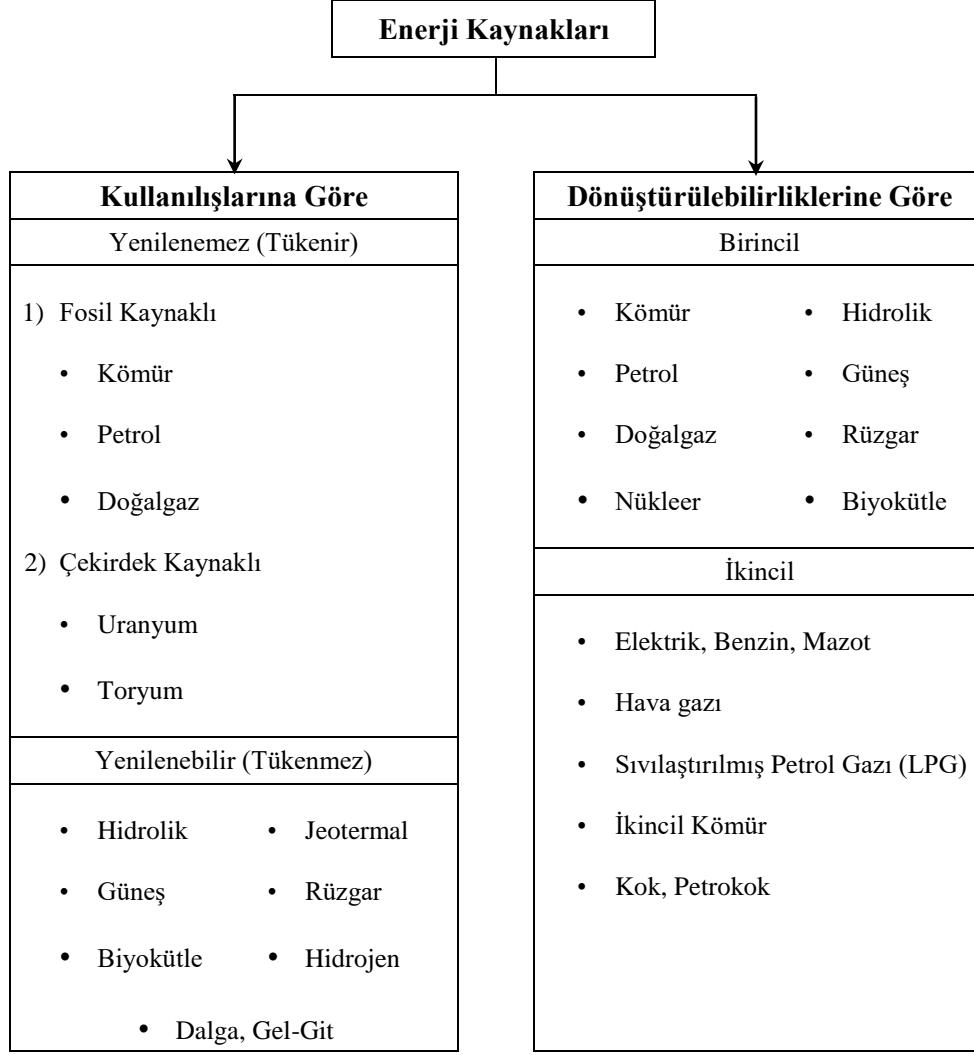 Enerji Kaynakları
Kullanılışlarına Göre
Yenilenemez (Tükenir)
1) Fosil Kaynaklı
• Kömür
• Petrol
• Doğalgaz
2) Çekirdek Kaynaklı
• Uranyum
• Toryum
Yenilenebilir (Tükenmez)
• Hidrolik • Jeotermal
• Güneş • Rüzgar
• Biyokütle • Hidrojen
• Dalga, Gel-Git
Dönüştürülebilirliklerine Göre
Birincil
• Kömür • Hidrolik
• Petrol • Güneş
• Doğalgaz • Rüzgar
• Nükleer • Biyokütle
İkincil
• Elektrik, Benzin, Mazot
• Hava gazı
• Sıvılaştırılmış Petrol Gazı (LPG)
• İkincil Kömür
• Kok, Petrokok